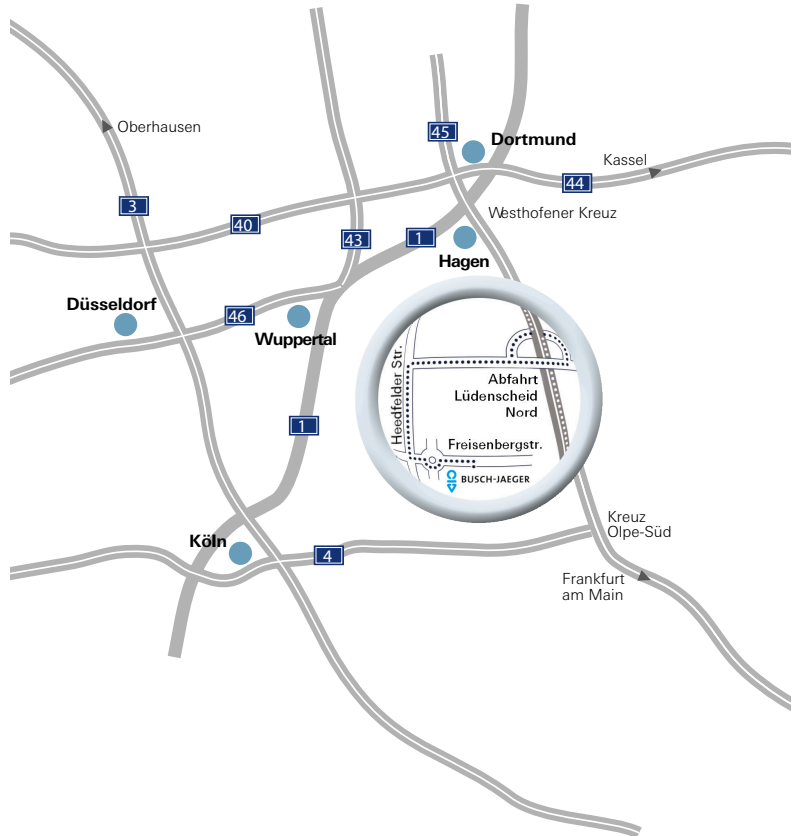 Oberhausen
45
Dortmund
Kassel
44
3
40
Westhofener Kreuz
43
1
Hagen
Düsseldorf
46
Wuppertal
Heedfelder Str.
Abfahrt
Lüdenscheid
Nord
1
Freisenbergstr.
BUSCH-JAEGER
Kreuz
Olpe-Süd
Köln
4
Frankfurt
am Main